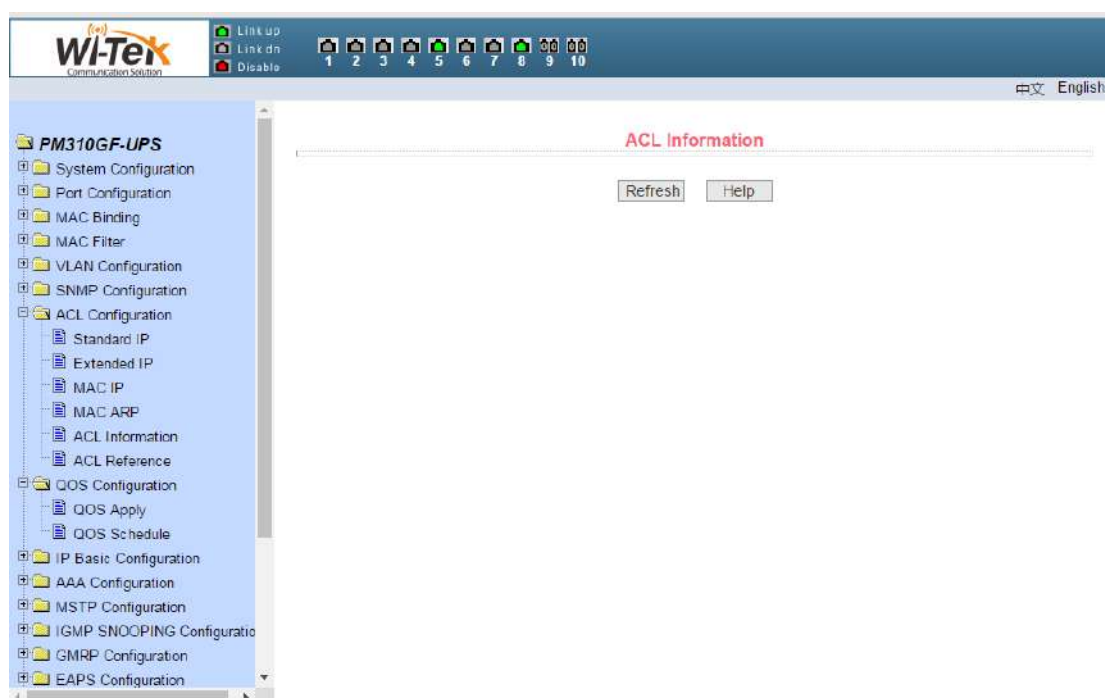 Wi-Tek
Communication Solution
Link up
Link dn
Disable
1 2 3 4 5 6 7 8 9 10
中文 English
PM310GF-UPS
System Configuration
Port Configuration
MAC Binding
MAC Filter
VLAN Configuration
SNMP Configuration
ACL Configuration
Standard IP
Extended IP
MAC IP
MAC ARP
ACL Information
ACL Reference
QOS Configuration
QOS Apply
QOS Schedule
IP Basic Configuration
AAA Configuration
MSTP Configuration
IGMP SNOOPING Configuratio
GMRP Configuration
EAPS Configuration
ACL Information
Refresh Help